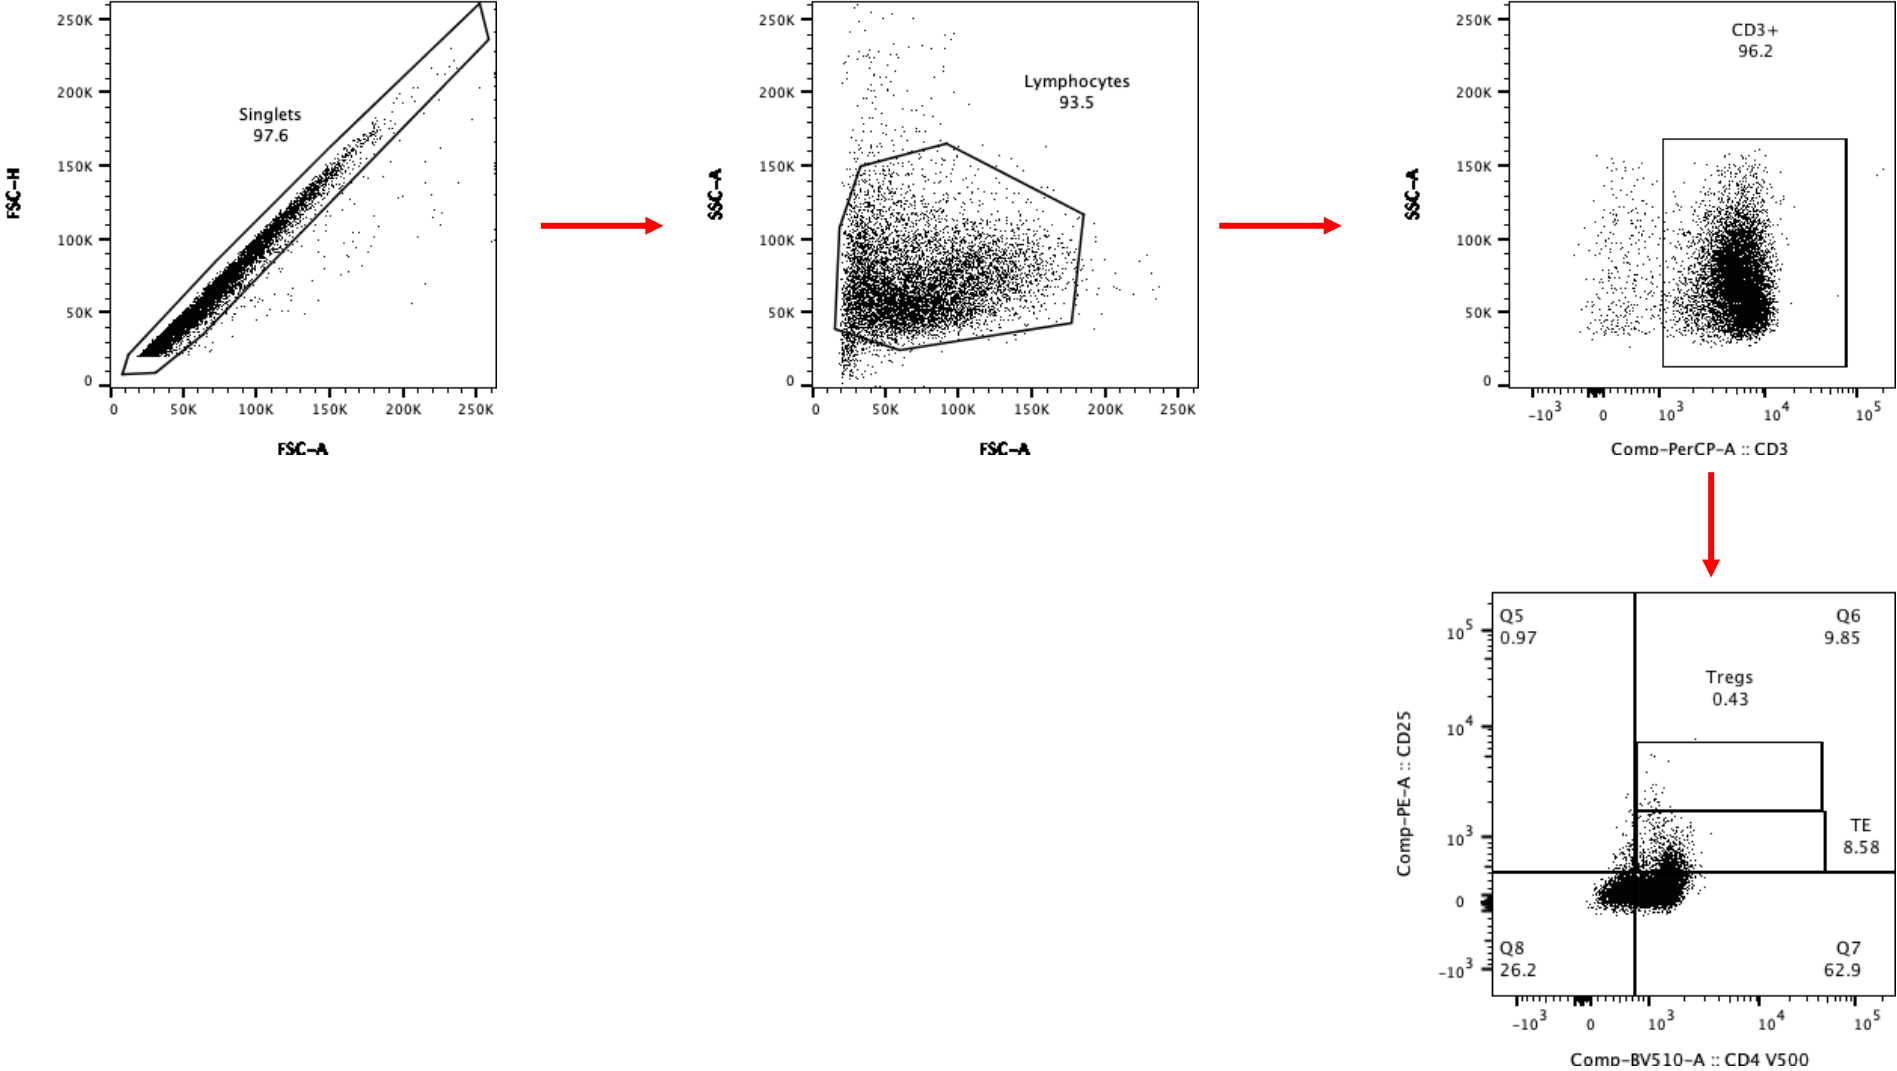 250K
200K
150K
100K
50K
0
FSC-H
Singlets
97.6
0 50K 100K 150K 200K 250K
FSC-A
250K
200K
150K
100K
50K
0
SSC-A
Lymphocytes
93.5
0 50K 100K 150K 200K 250K
FSC-A
250K
200K
150K
100K
50K
0
SSC-A
CD3+
96.2
-10³ 0 10³ 10⁴ 10⁵
Comp-PerCP-A :: CD3
10⁵
10⁴
10³
0
-10³
Comp-PE-A :: CD25
Q5
0.97
Q6
9.85
Tregs
0.43
TE
8.58
Q8
26.2
Q7
62.9
-10³ 0 10³ 10⁴ 10⁵
Comp-BV510-A :: CD4 V500